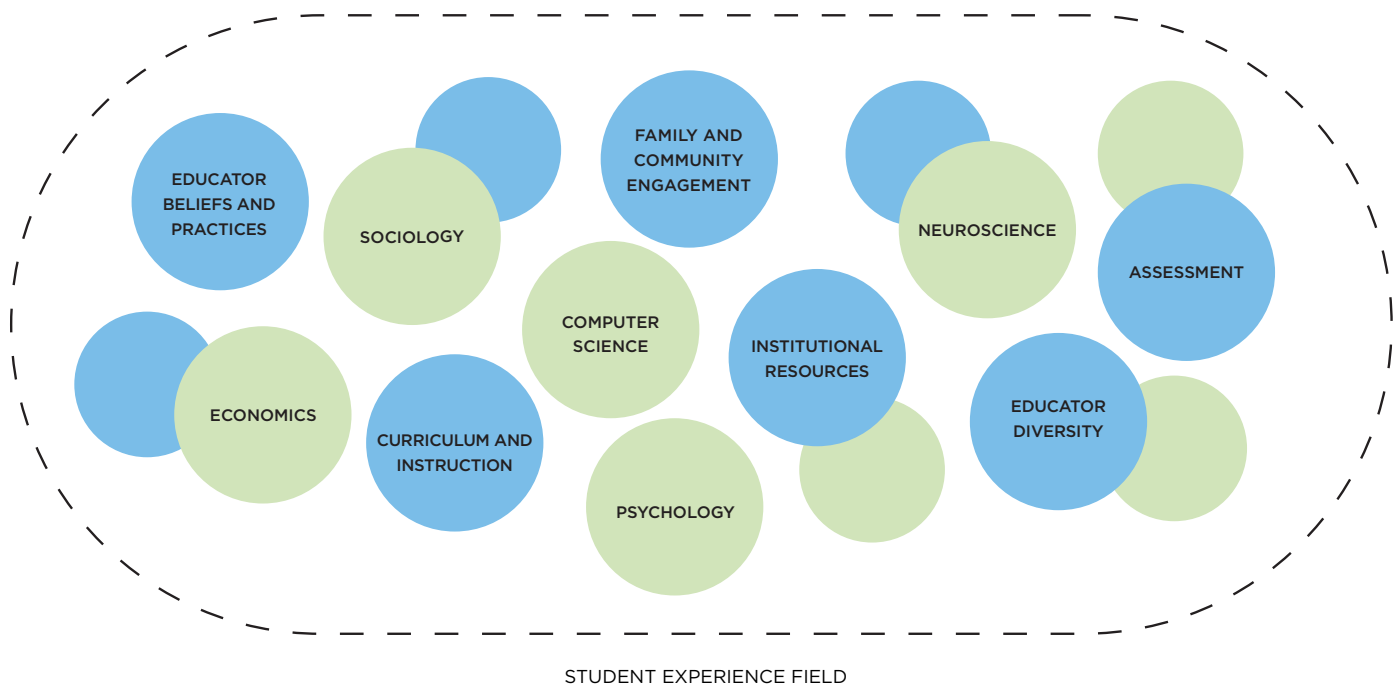 EDUCATOR
BELIEFS AND
PRACTICES
SOCIOLOGY
FAMILY AND
COMMUNITY
ENGAGEMENT
NEUROSCIENCE
ASSESSMENT
COMPUTER
SCIENCE
INSTITUTIONAL
RESOURCES
ECONOMICS
CURRICULUM AND
INSTRUCTION
EDUCATOR
DIVERSITY
PSYCHOLOGY
STUDENT EXPERIENCE FIELD